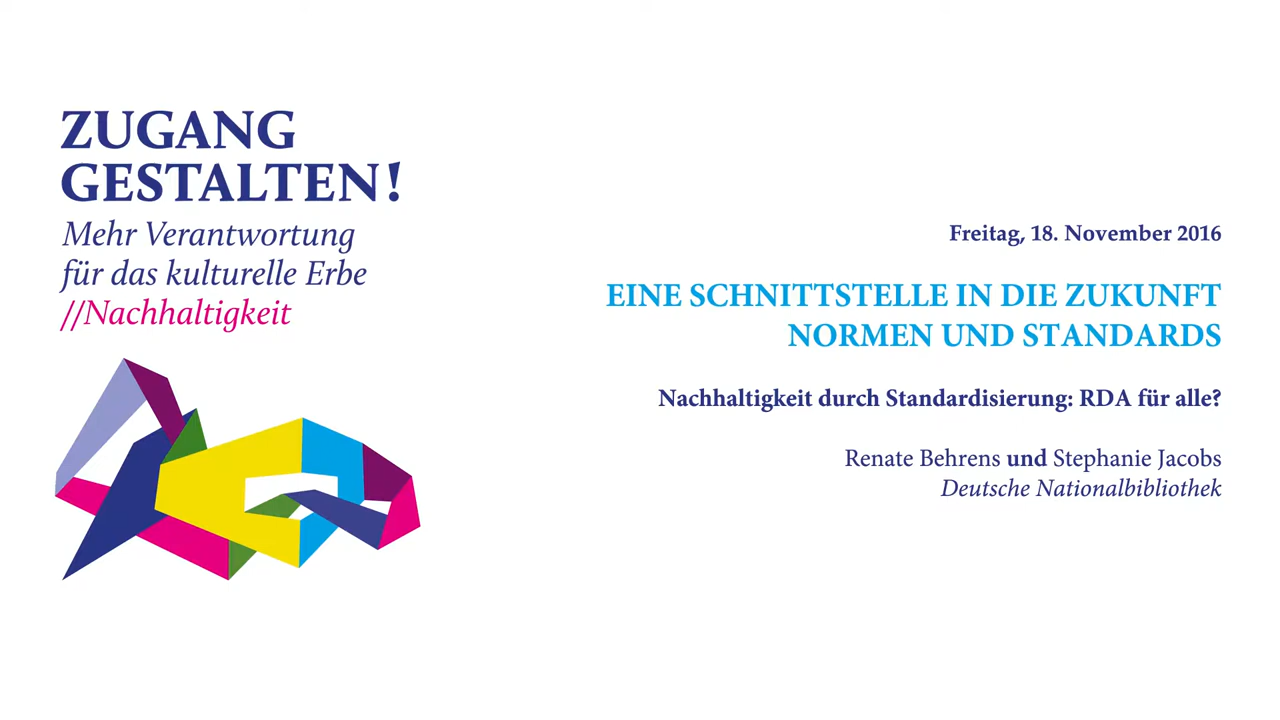 ZUGANG
GESTALTEN!
Mehr Verantwortung
für das kulturelle Erbe
//Nachhaltigkeit
Freitag, 18. November 2016
EINE SCHNITTSTELLE IN DIE ZUKUNFT
NORMEN UND STANDARDS
Nachhaltigkeit durch Standardisierung: RDA für alle?
Renate Behrens und Stephanie Jacobs
Deutsche Nationalbibliothek